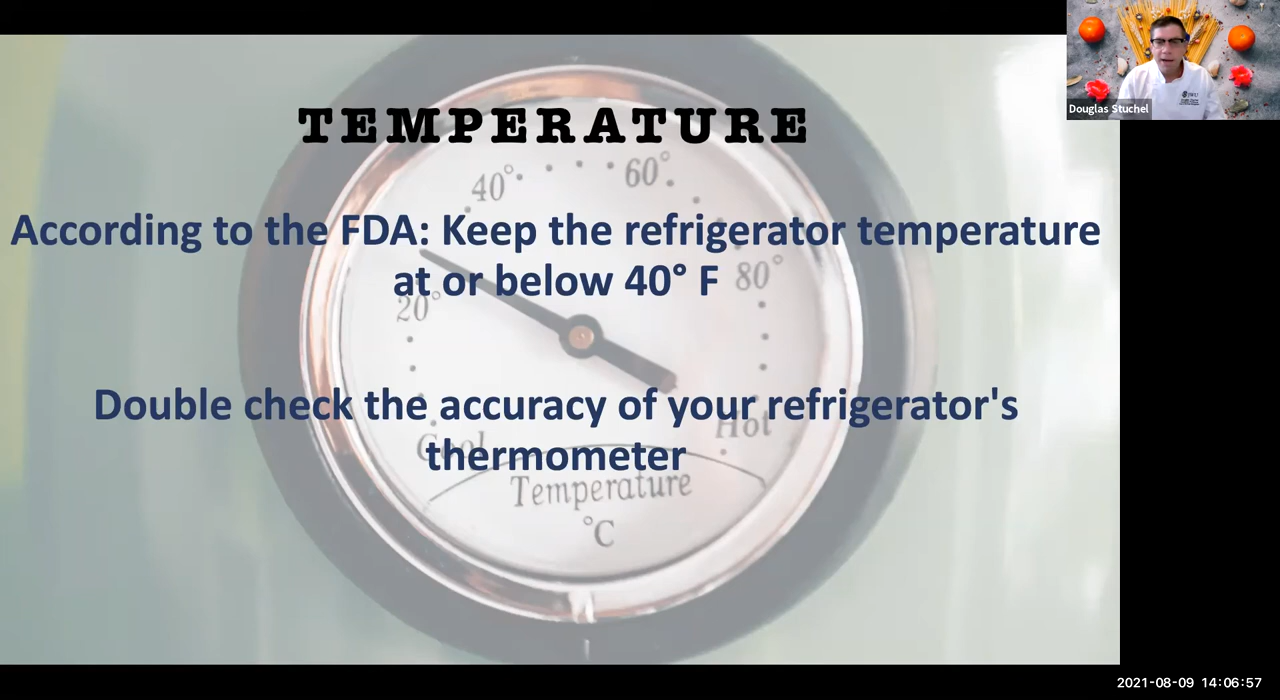 TEMPERATURE
According to the FDA: Keep the refrigerator temperature
at or below 40° F
Double check the accuracy of your refrigerator's
thermometer
40°
60°
20°
80°
Cool
Hot
Temperature
°C
Douglas Stuchel
JWU
2021-08-09 14:06:57